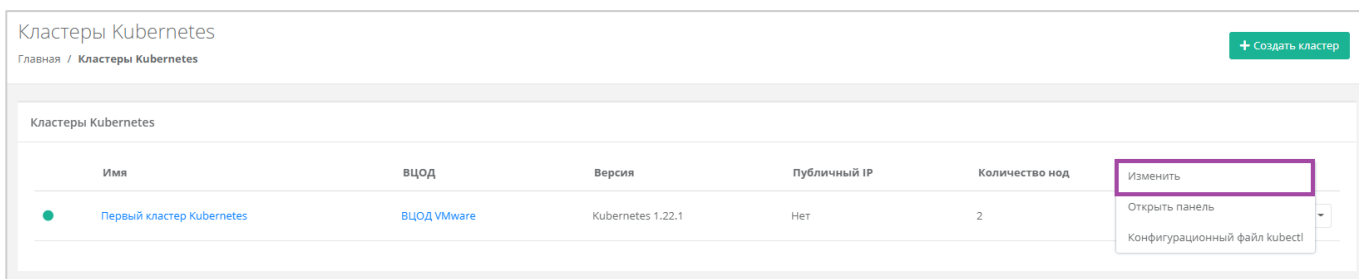 Кластеры Kubernetes
+ Создать кластер
Главная / Кластеры Kubernetes
Кластеры Kubernetes
Имя ВЦОД Версия Публичный IP Количество нод
Изменить
Первый кластер Kubernetes ВЦОД VMware Kubernetes 1.22.1 Нет 2
Открыть панель
Конфигурационный файл kubectl